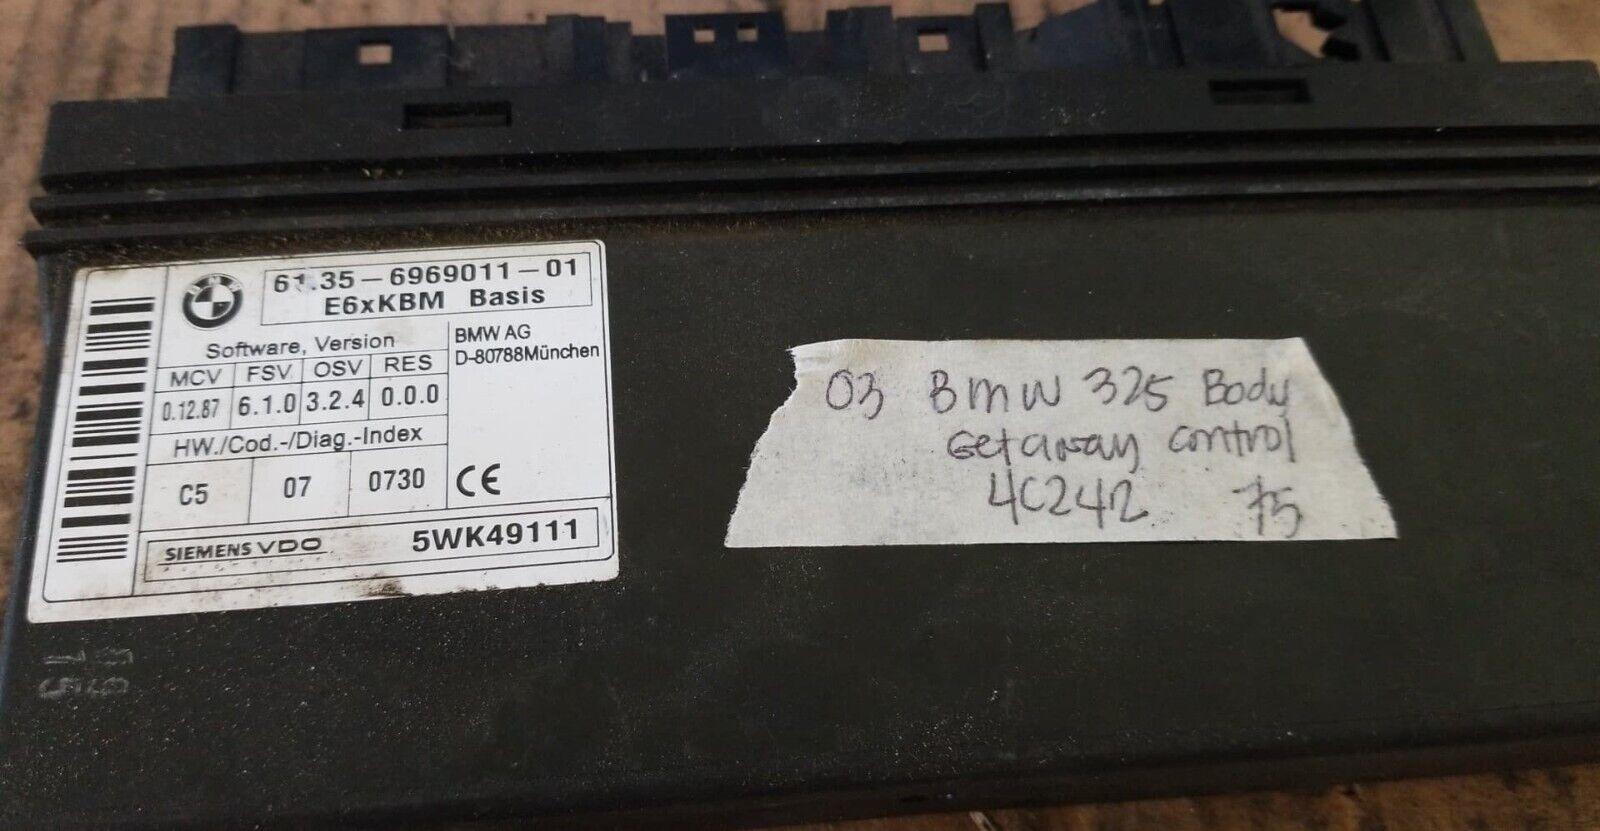 61.35-6969011-01
E6xKBM Basis
Software, Version
MCV FSV OSV RES
0.12.87 6.1.0 3.2.4 0.0.0
HW./Cod.-/Diag.-Index
C5 07 0730
BMW AG
D-80788München
CE
SIEMENS VDO
5WK49111
03 Bmw 325 Body
Getaway control
4C242 75